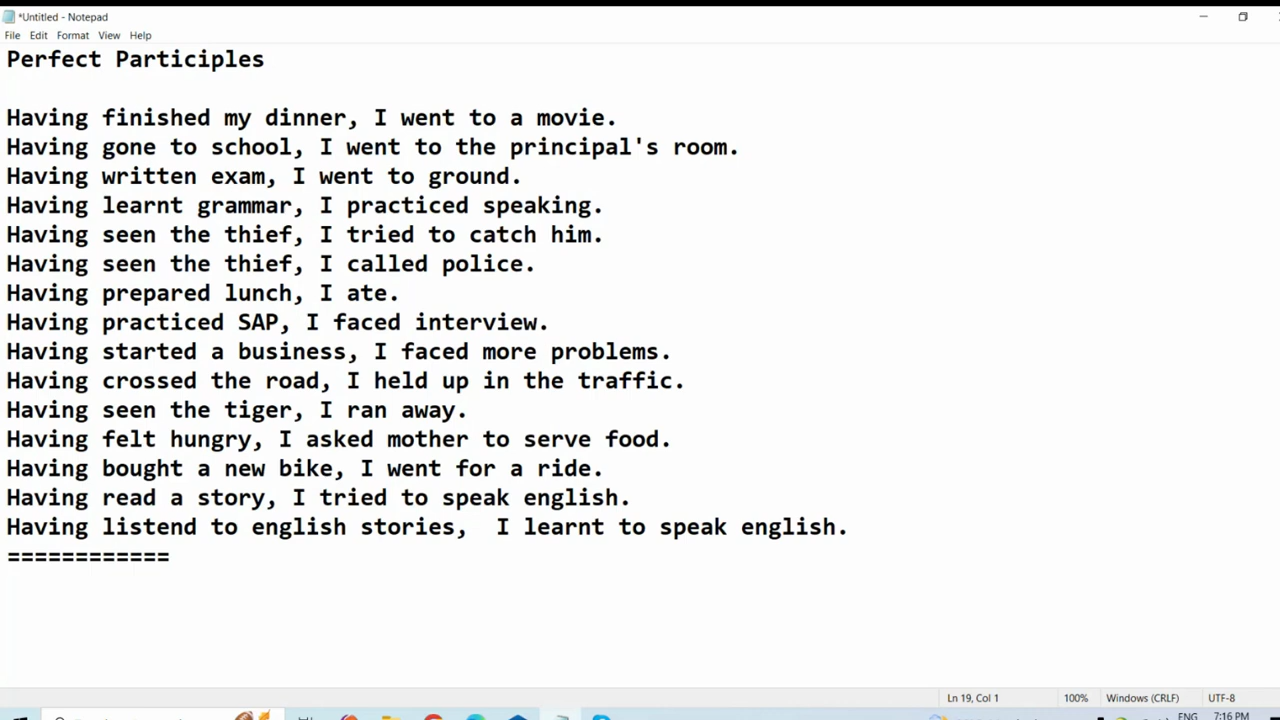 *Untitled - Notepad
File Edit Format View Help
Perfect Participles
Having finished my dinner, I went to a movie.
Having gone to school, I went to the principal's room.
Having written exam, I went to ground.
Having learnt grammar, I practiced speaking.
Having seen the thief, I tried to catch him.
Having seen the thief, I called police.
Having prepared lunch, I ate.
Having practiced SAP, I faced interview.
Having started a business, I faced more problems.
Having crossed the road, I held up in the traffic.
Having seen the tiger, I ran away.
Having felt hungry, I asked mother to serve food.
Having bought a new bike, I went for a ride.
Having read a story, I tried to speak english.
Having listend to english stories,  I learnt to speak english.
============
Ln 19, Col 1 100% Windows (CRLF) UTF-8
ENG 7:16 PM